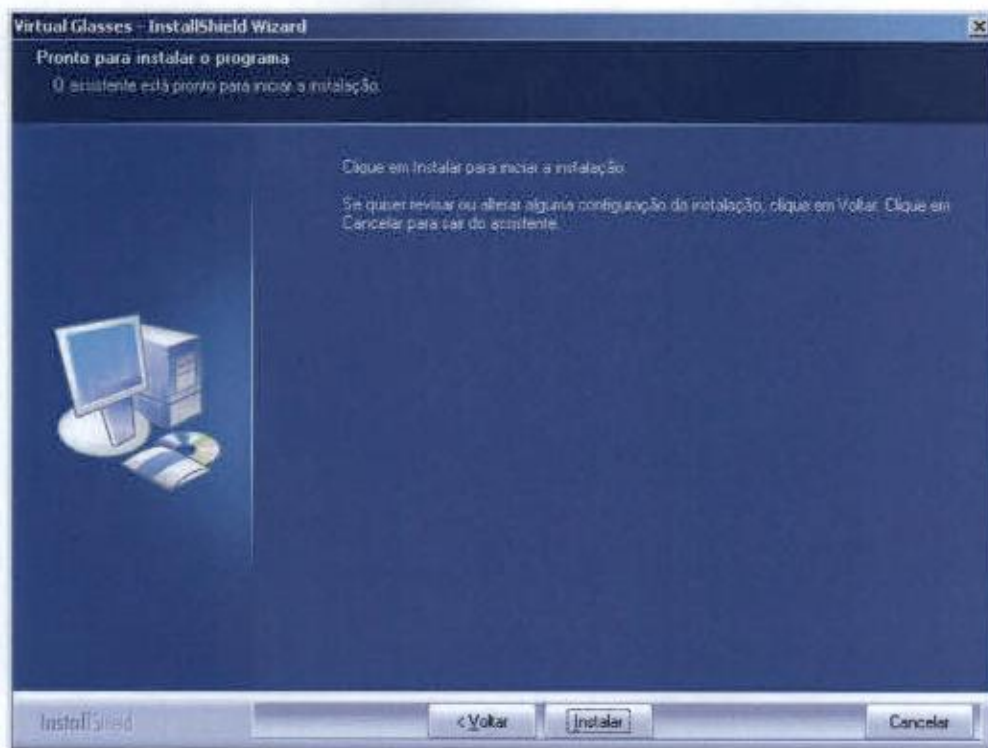 Virtual Glasses - InstallShield Wizard
Pronto para instalar o programa
O assistente está pronto para iniciar a instalação.
Clique em Instalar para iniciar a instalação.
Se quiser revisar ou alterar alguma configuração da instalação, clique em Voltar. Clique em
Cancelar para sair do assistente.
InstallShield
< Voltar
Instalar
Cancelar